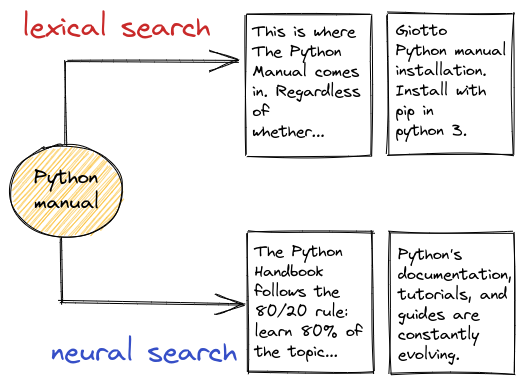 lexical search
This is where
The Python
Manual comes
in. Regardless
of
whether...
Giotto
Python manual
installation.
Install with
pip in
python 3.
Python
manual
The Python
Handbook
follows the
80/20 rule:
learn 80% of
the topic...
Python's
documentation,
tutorials, and
guides are
constantly
evolving.
neural search